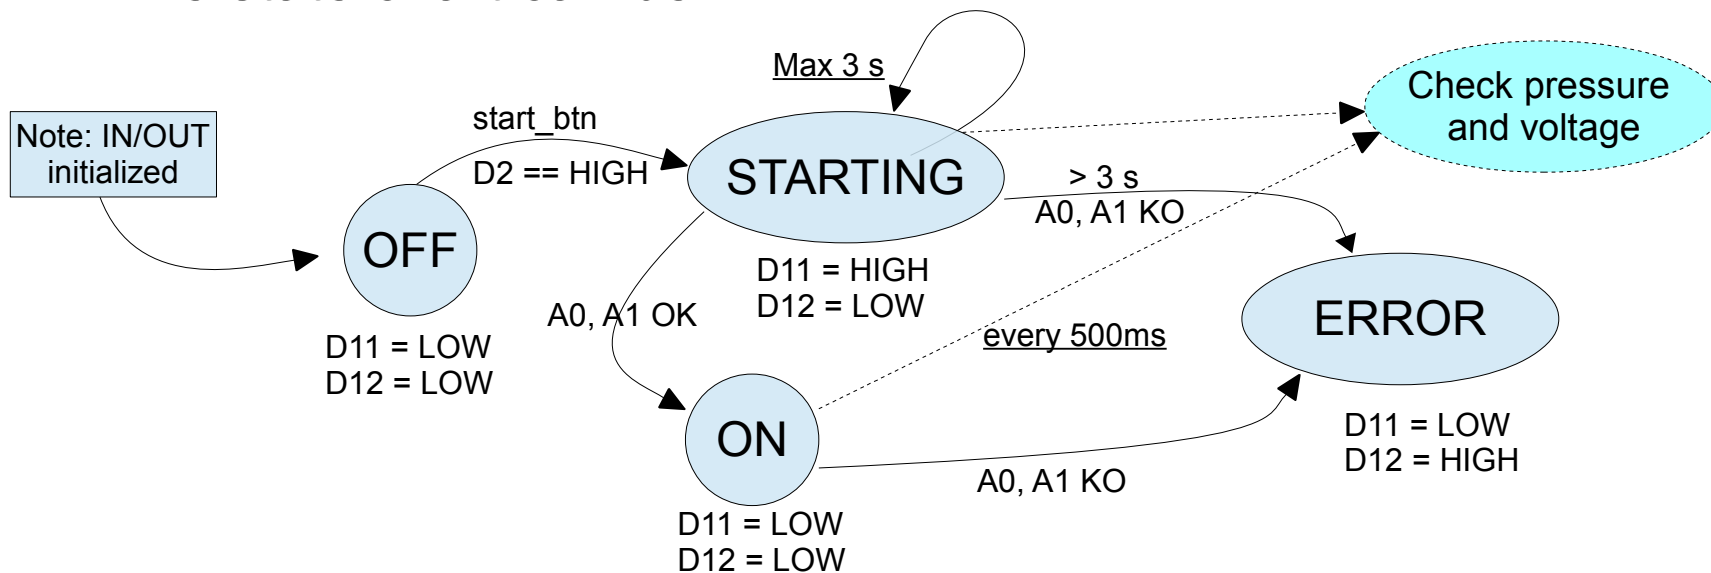 Max 3 s
Check pressure
and voltage
Note: IN/OUT
initialized
start_btn
D2 == HIGH
STARTING
> 3 s
A0, A1 KO
OFF
D11 = HIGH
D12 = LOW
A0, A1 OK
ERROR
every 500ms
D11 = LOW
D12 = LOW
ON
D11 = LOW
D12 = HIGH
A0, A1 KO
D11 = LOW
D12 = LOW